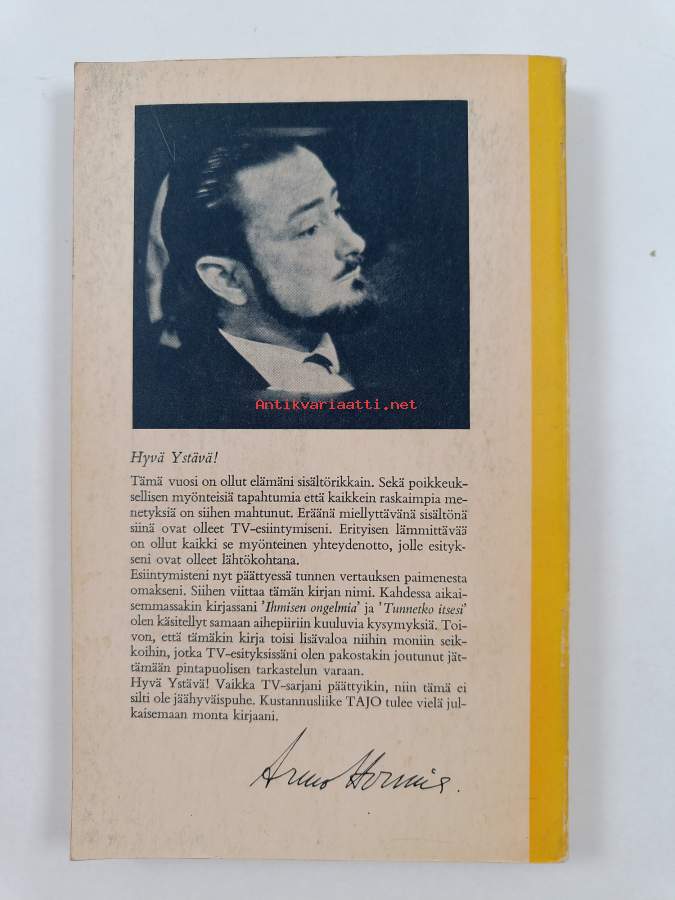 Antikvariaatti.net
Hyvä Ystävä!
Tämä vuosi on ollut elämäni sisältörikkain. Sekä poikkeuk-
sellisen myönteisiä tapahtumia että kaikkein raskaimpia me-
netyksiä on siihen mahtunut. Eräänä miellyttävänä sisältönä
siinä ovat olleet TV-esiintymiseni. Erityisen lämmittävää
on ollut kaikki se myönteinen yhteydenotto, jolle esityk-
seni ovat olleet lähtökohtana.
Esiintymisteni nyt päättyessä tunnen vertauksen paimenesta
omakseni. Siihen viittaa tämän kirjan nimi. Kahdessa aikai-
semmassakin kirjassani 'Ihmisen ongelmia' ja 'Tunnetko itsesi'
olen käsitellyt samaan aihepiiriin kuuluvia kysymyksiä. Toi-
von, että tämäkin kirja toisi lisävaloa niihin moniin seik-
koihin, jotka TV-esityksissäni olen pakostakin joutunut jät-
tämään pintapuolisen tarkastelun varaan.
Hyvä Ystävä! Vaikka TV-sarjani päättyikin, niin tämä ei
silti ole jäähyväispuhe. Kustannusliike TAJO tulee vielä jul-
kaisemaan monta kirjaani.